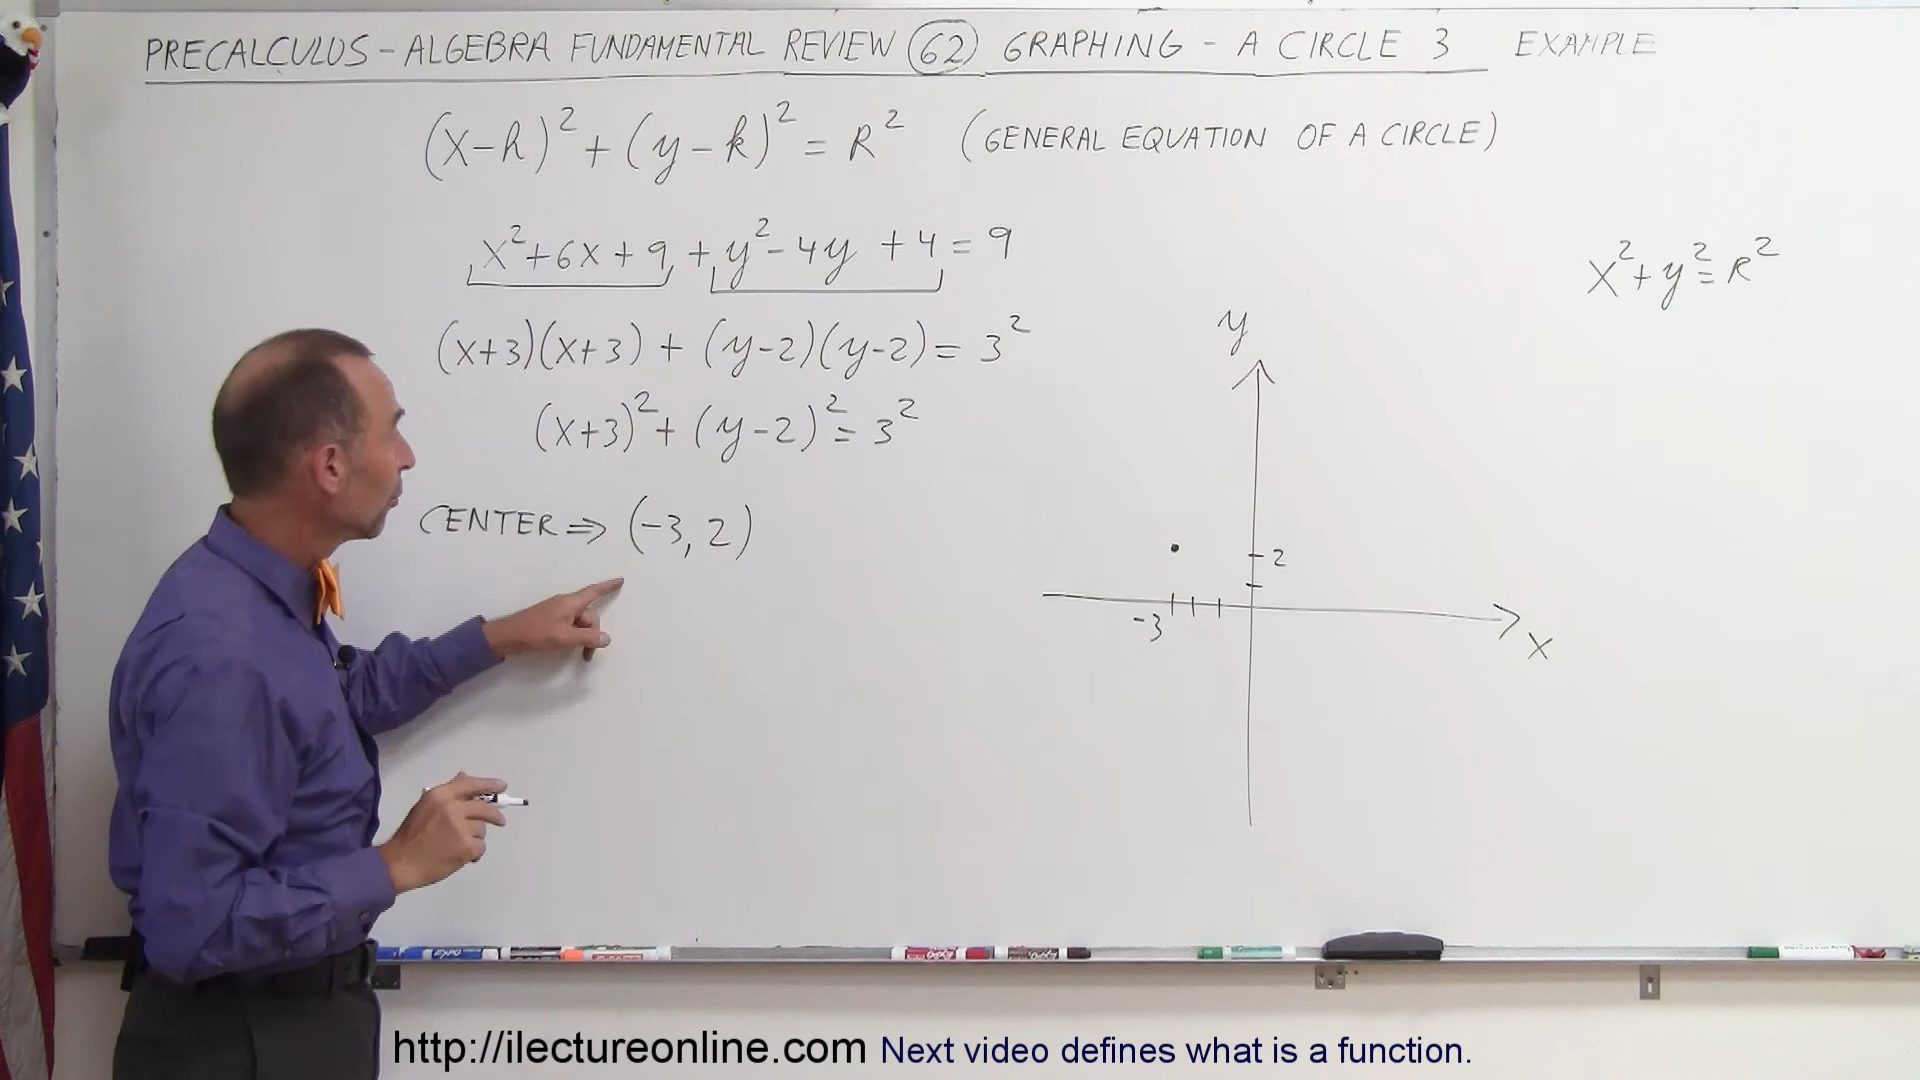 PRECALCULUS - ALGEBRA FUNDAMENTAL REVIEW (62) GRAPHING - A CIRCLE 3 EXAMPLE
(x-h)² + (y-k)² = R² (GENERAL EQUATION OF A CIRCLE)
x²+6x+9 + y²-4y+4 = 9
x²+y²=R²
(x+3)(x+3) + (y-2)(y-2) = 3²
(x+3)² + (y-2)² = 3²
CENTER ⇒ (-3, 2)
y
2
-3
x
http://ilectureonline.com Next video defines what is a function.